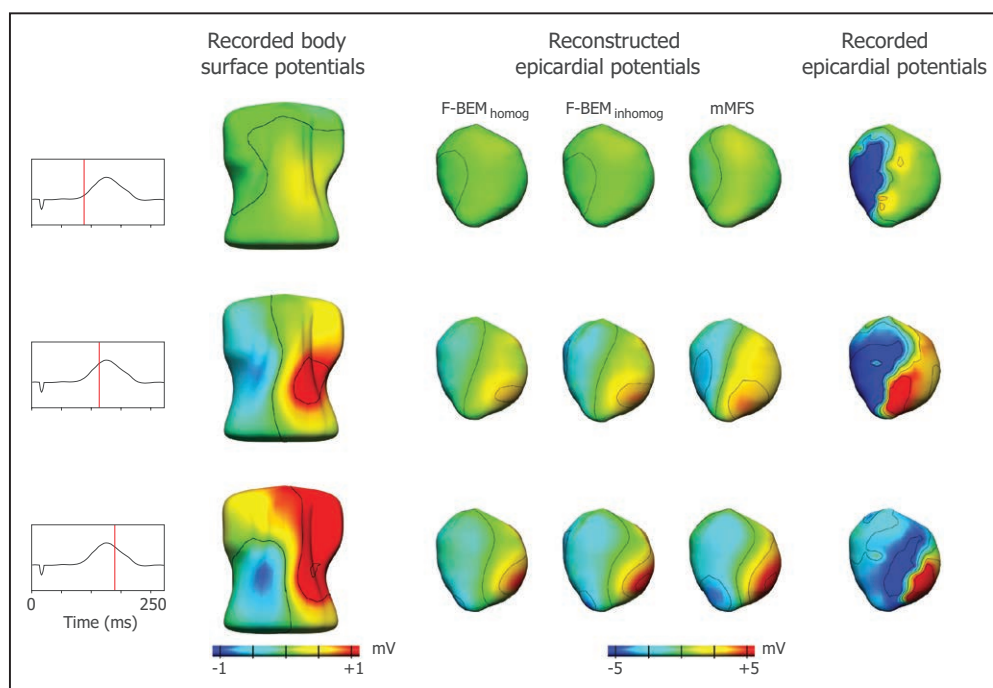 Recorded body
surface potentials
Reconstructed
epicardial potentials
Recorded
epicardial potentials
F-BEM homog
F-BEM inhomog
mMFS
0
250
Time (ms)
-1
+1
mV
-5
+5
mV